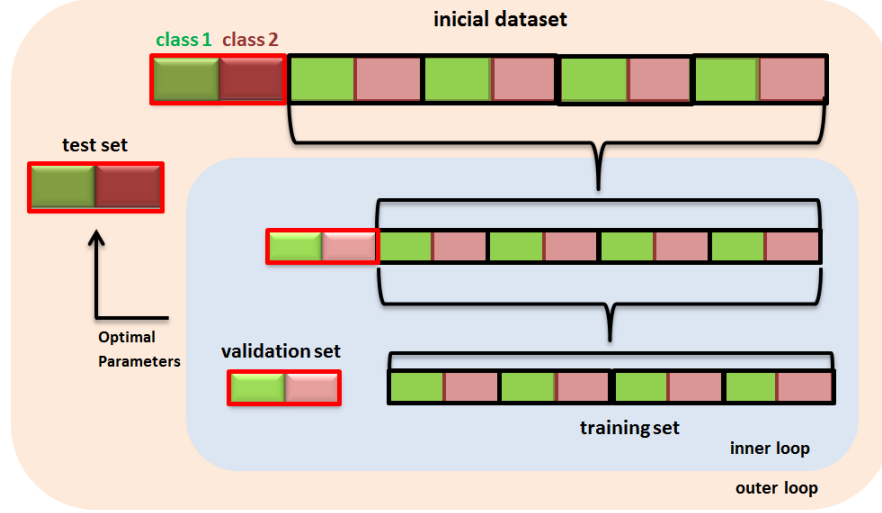 inicial dataset
class 1 class 2
test set
Optimal
Parameters
validation set
training set
inner loop
outer loop